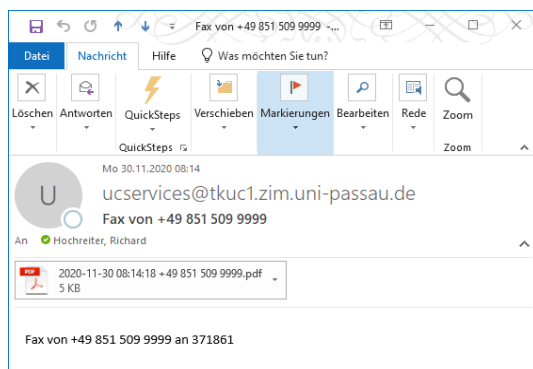 Fax von +49 851 509 9999 -...
Datei Nachricht Hilfe Was möchten Sie tun?
Löschen Antworten QuickSteps Verschieben Markierungen Bearbeiten Rede Zoom
QuickSteps Zoom
Mo 30.11.2020 08:14
U
ucservices@tkuc1.zim.uni-passau.de
Fax von +49 851 509 9999
An Hochreiter, Richard
PDF
2020-11-30 08:14:18 +49 851 509 9999.pdf
5 KB
Fax von +49 851 509 9999 an 371861